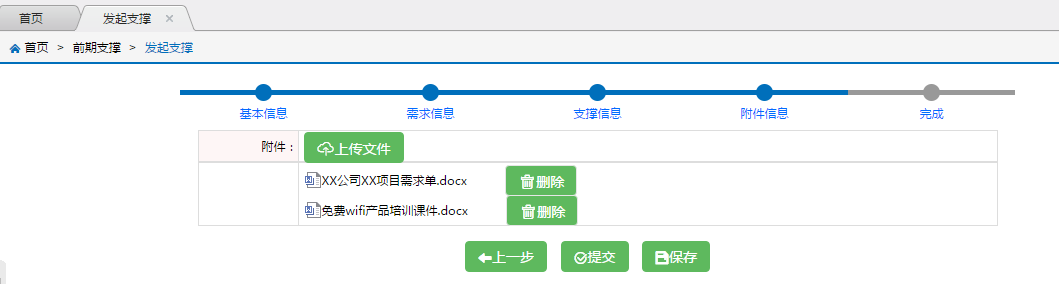 首页 发起支撑 ×
首页 > 前期支撑 > 发起支撑
基本信息 需求信息 支撑信息 附件信息 完成
附件： 上传文件
XX公司XX项目需求单.docx 删除
免费wifi产品培训课件.docx 删除
上一步 提交 保存